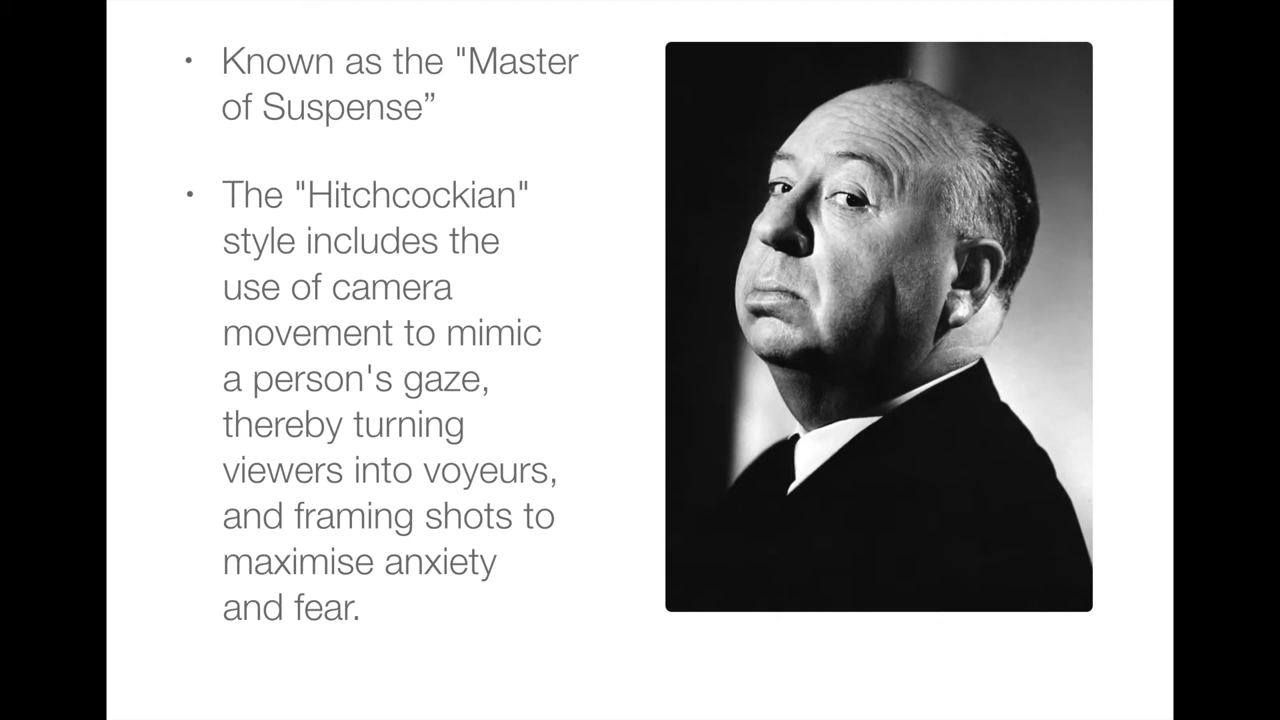 • Known as the "Master
of Suspense”
• The "Hitchcockian"
style includes the
use of camera
movement to mimic
a person's gaze,
thereby turning
viewers into voyeurs,
and framing shots to
maximise anxiety
and fear.